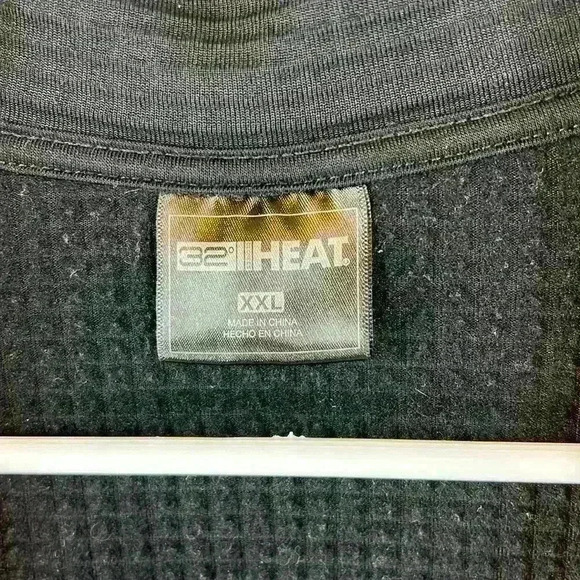 32° HEAT.
XXL
MADE IN CHINA
HECHO EN CHINA